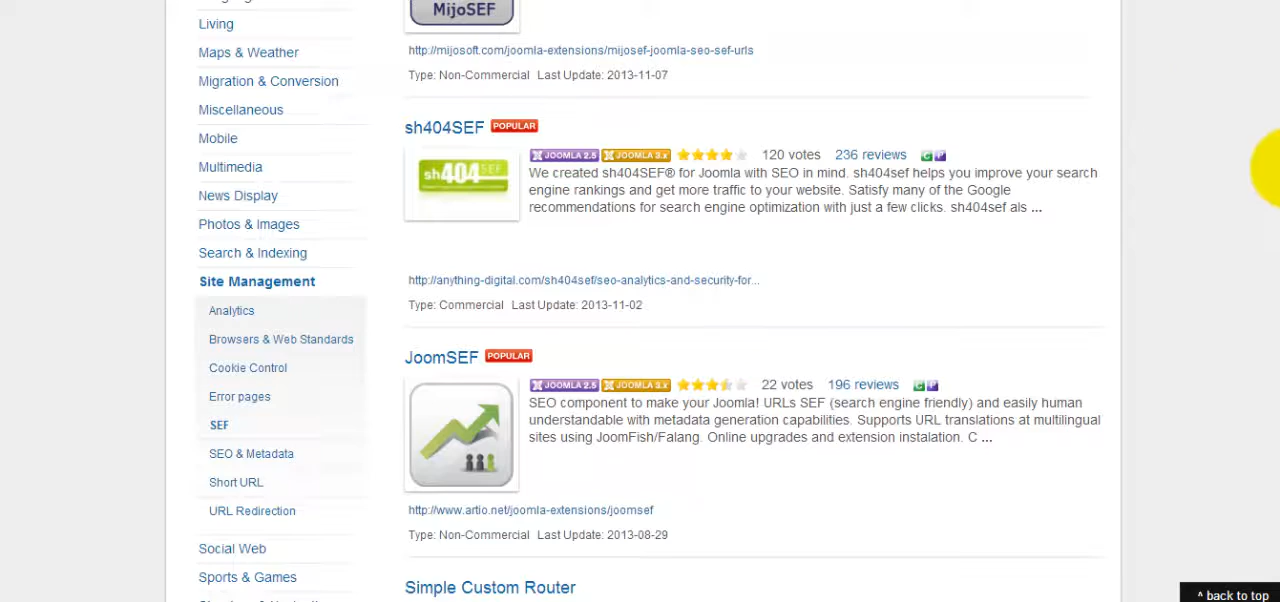 Living
Maps & Weather
Migration & Conversion
Miscellaneous
Mobile
Multimedia
News Display
Photos & Images
Search & Indexing
Site Management
Analytics
Browsers & Web Standards
Cookie Control
Error pages
SEF
SEO & Metadata
Short URL
URL Redirection
Social Web
Sports & Games
MijoSEF
http://mijosoft.com/joomla-extensions/mijosef-joomla-seo-sef-urls
Type: Non-Commercial Last Update: 2013-11-07
sh404SEF POPULAR
sh404SEF
JOOMLA 2.5 JOOMLA 3.x 120 votes 236 reviews C P
We created sh404SEF® for Joomla with SEO in mind. sh404sef helps you improve your search
engine rankings and get more traffic to your website. Satisfy many of the Google
recommendations for search engine optimization with just a few clicks. sh404sef als ...
http://anything-digital.com/sh404sef/seo-analytics-and-security-for...
Type: Commercial Last Update: 2013-11-02
JoomSEF POPULAR
JOOMLA 2.5 JOOMLA 3.x 22 votes 196 reviews C P
SEO component to make your Joomla! URLs SEF (search engine friendly) and easily human
understandable with metadata generation capabilities. Supports URL translations at multilingual
sites using JoomFish/Falang. Online upgrades and extension instalation. C ...
http://www.artio.net/joomla-extensions/joomsef
Type: Non-Commercial Last Update: 2013-08-29
Simple Custom Router
^ back to top